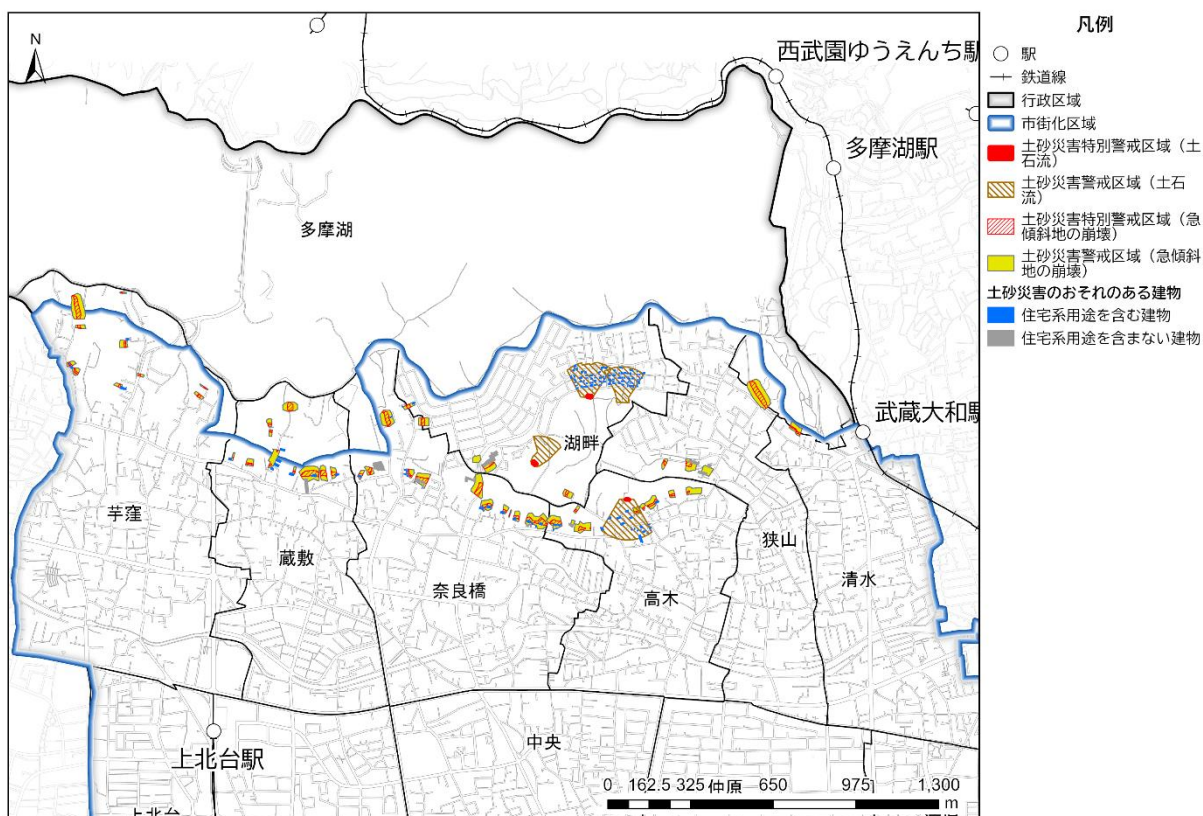 N
西武園ゆうえんち駅
多摩湖駅
多摩湖
武蔵大和駅
湖畔
芋窪
蔵敷
奈良橋
高木
狭山
清水
上北台駅
中央
仲原
上北台
0 162.5 325 650 975 1,300
m
凡例
駅
鉄道線
行政区域
市街化区域
土砂災害特別警戒区域（土
石流）
土砂災害警戒区域（土石
流）
土砂災害特別警戒区域（急
傾斜地の崩壊）
土砂災害警戒区域（急傾斜
地の崩壊）
土砂災害のおそれのある建物
住宅系用途を含む建物
住宅系用途を含まない建物